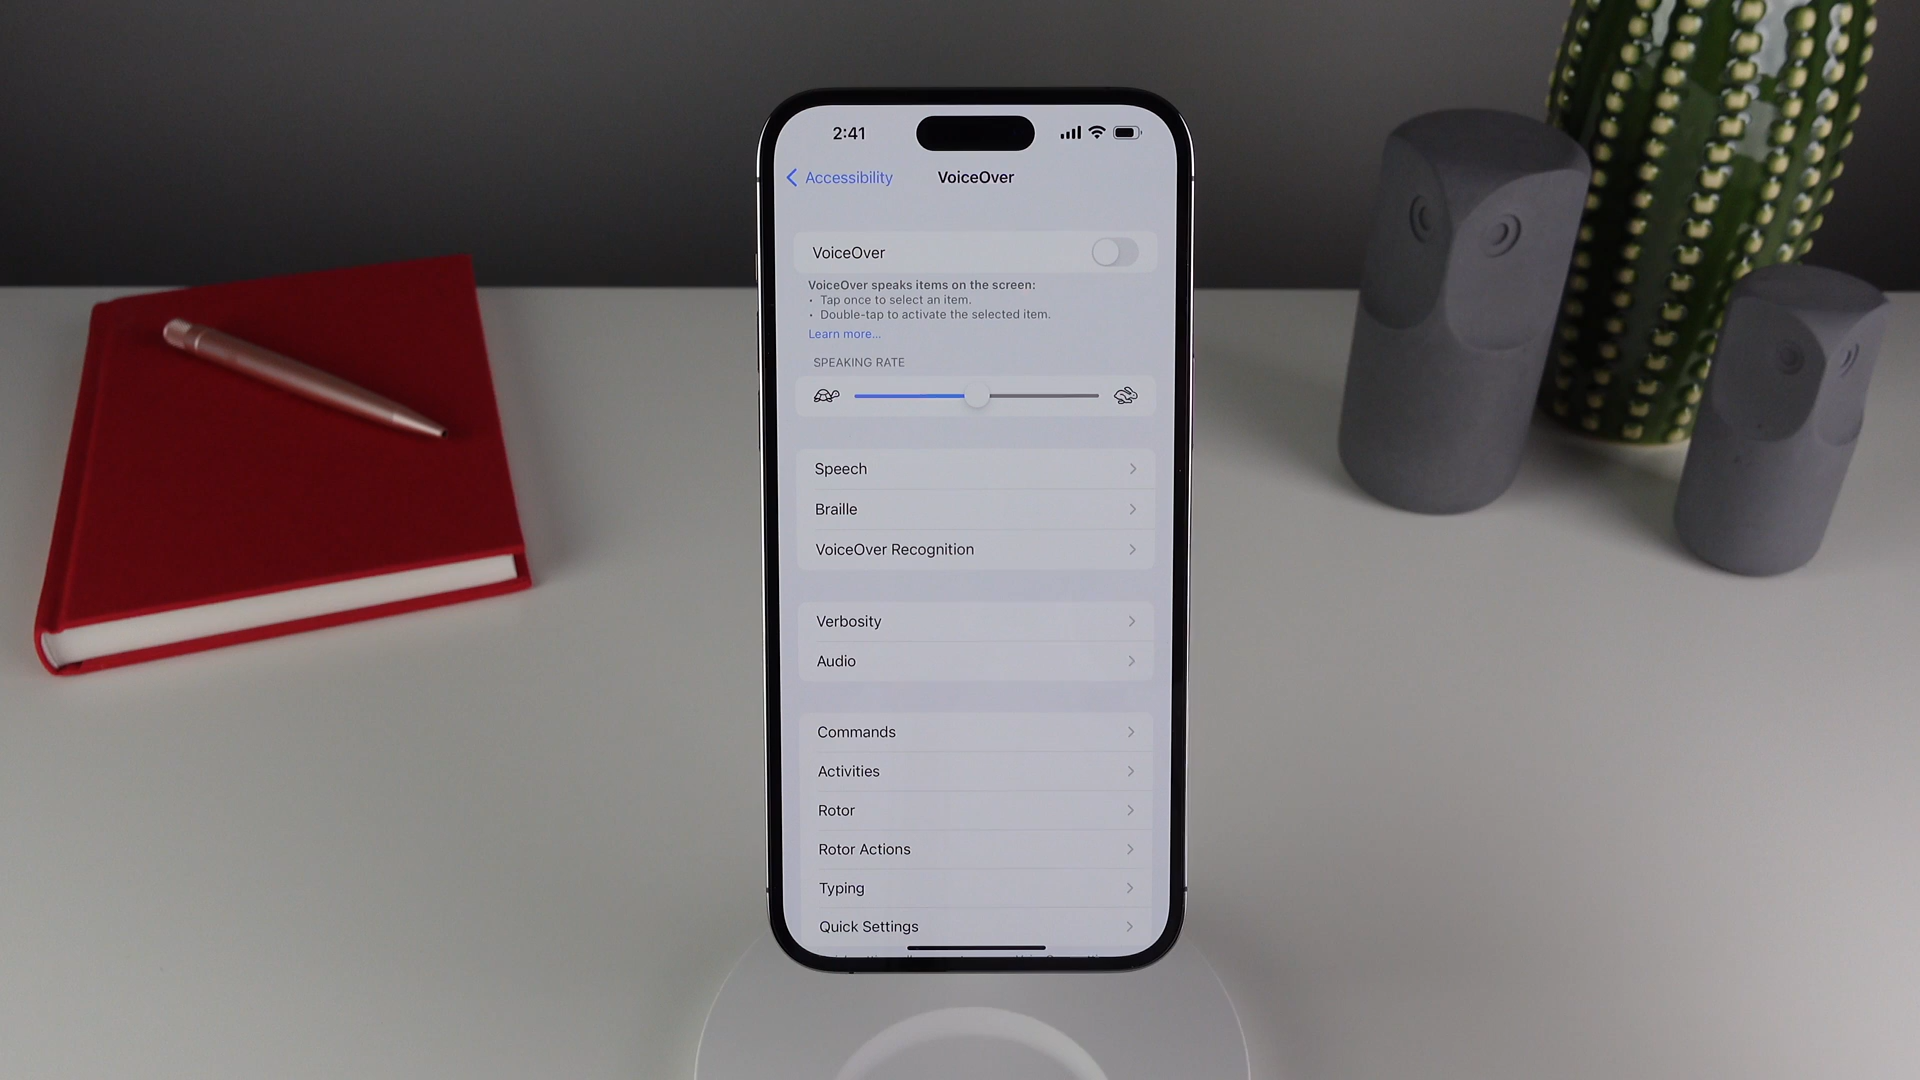 2:41
Accessibility
VoiceOver
VoiceOver
VoiceOver speaks items on the screen:
• Tap once to select an item.
• Double-tap to activate the selected item.
Learn more...
SPEAKING RATE
Speech
Braille
VoiceOver Recognition
Verbosity
Audio
Commands
Activities
Rotor
Rotor Actions
Typing
Quick Settings